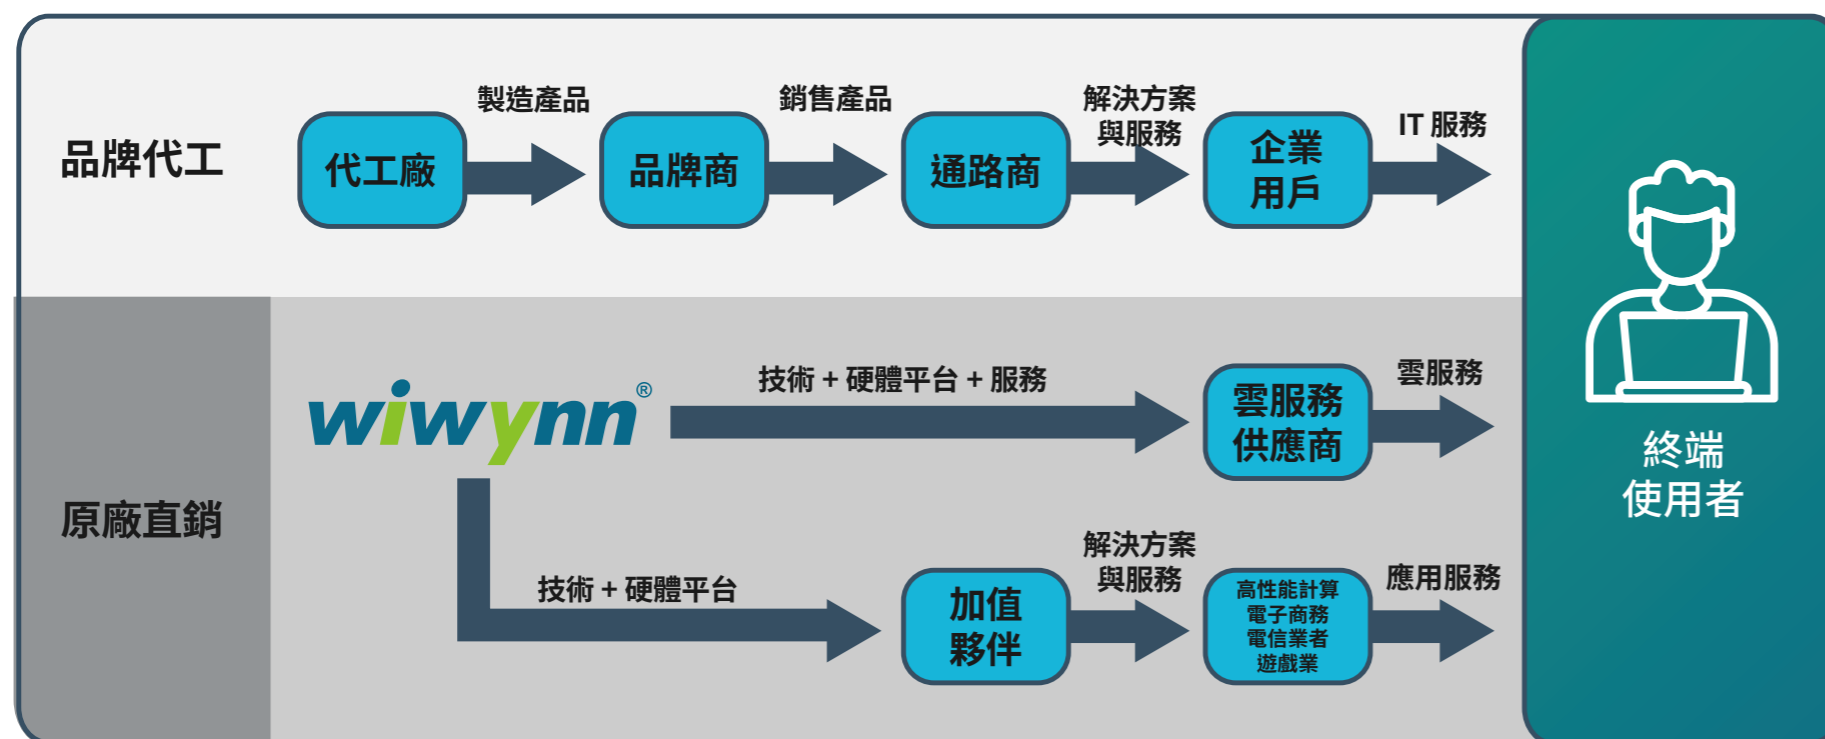 品牌代工
代工廠
製造產品
品牌商
銷售產品
通路商
解決方案
與服務
企業
用戶
IT 服務
原廠直銷
wiwynn®
技術 + 硬體平台 + 服務
雲服務
供應商
雲服務
技術 + 硬體平台
加值
夥伴
解決方案
與服務
高性能計算
電子商務
電信業者
遊戲業
應用服務
終端
使用者